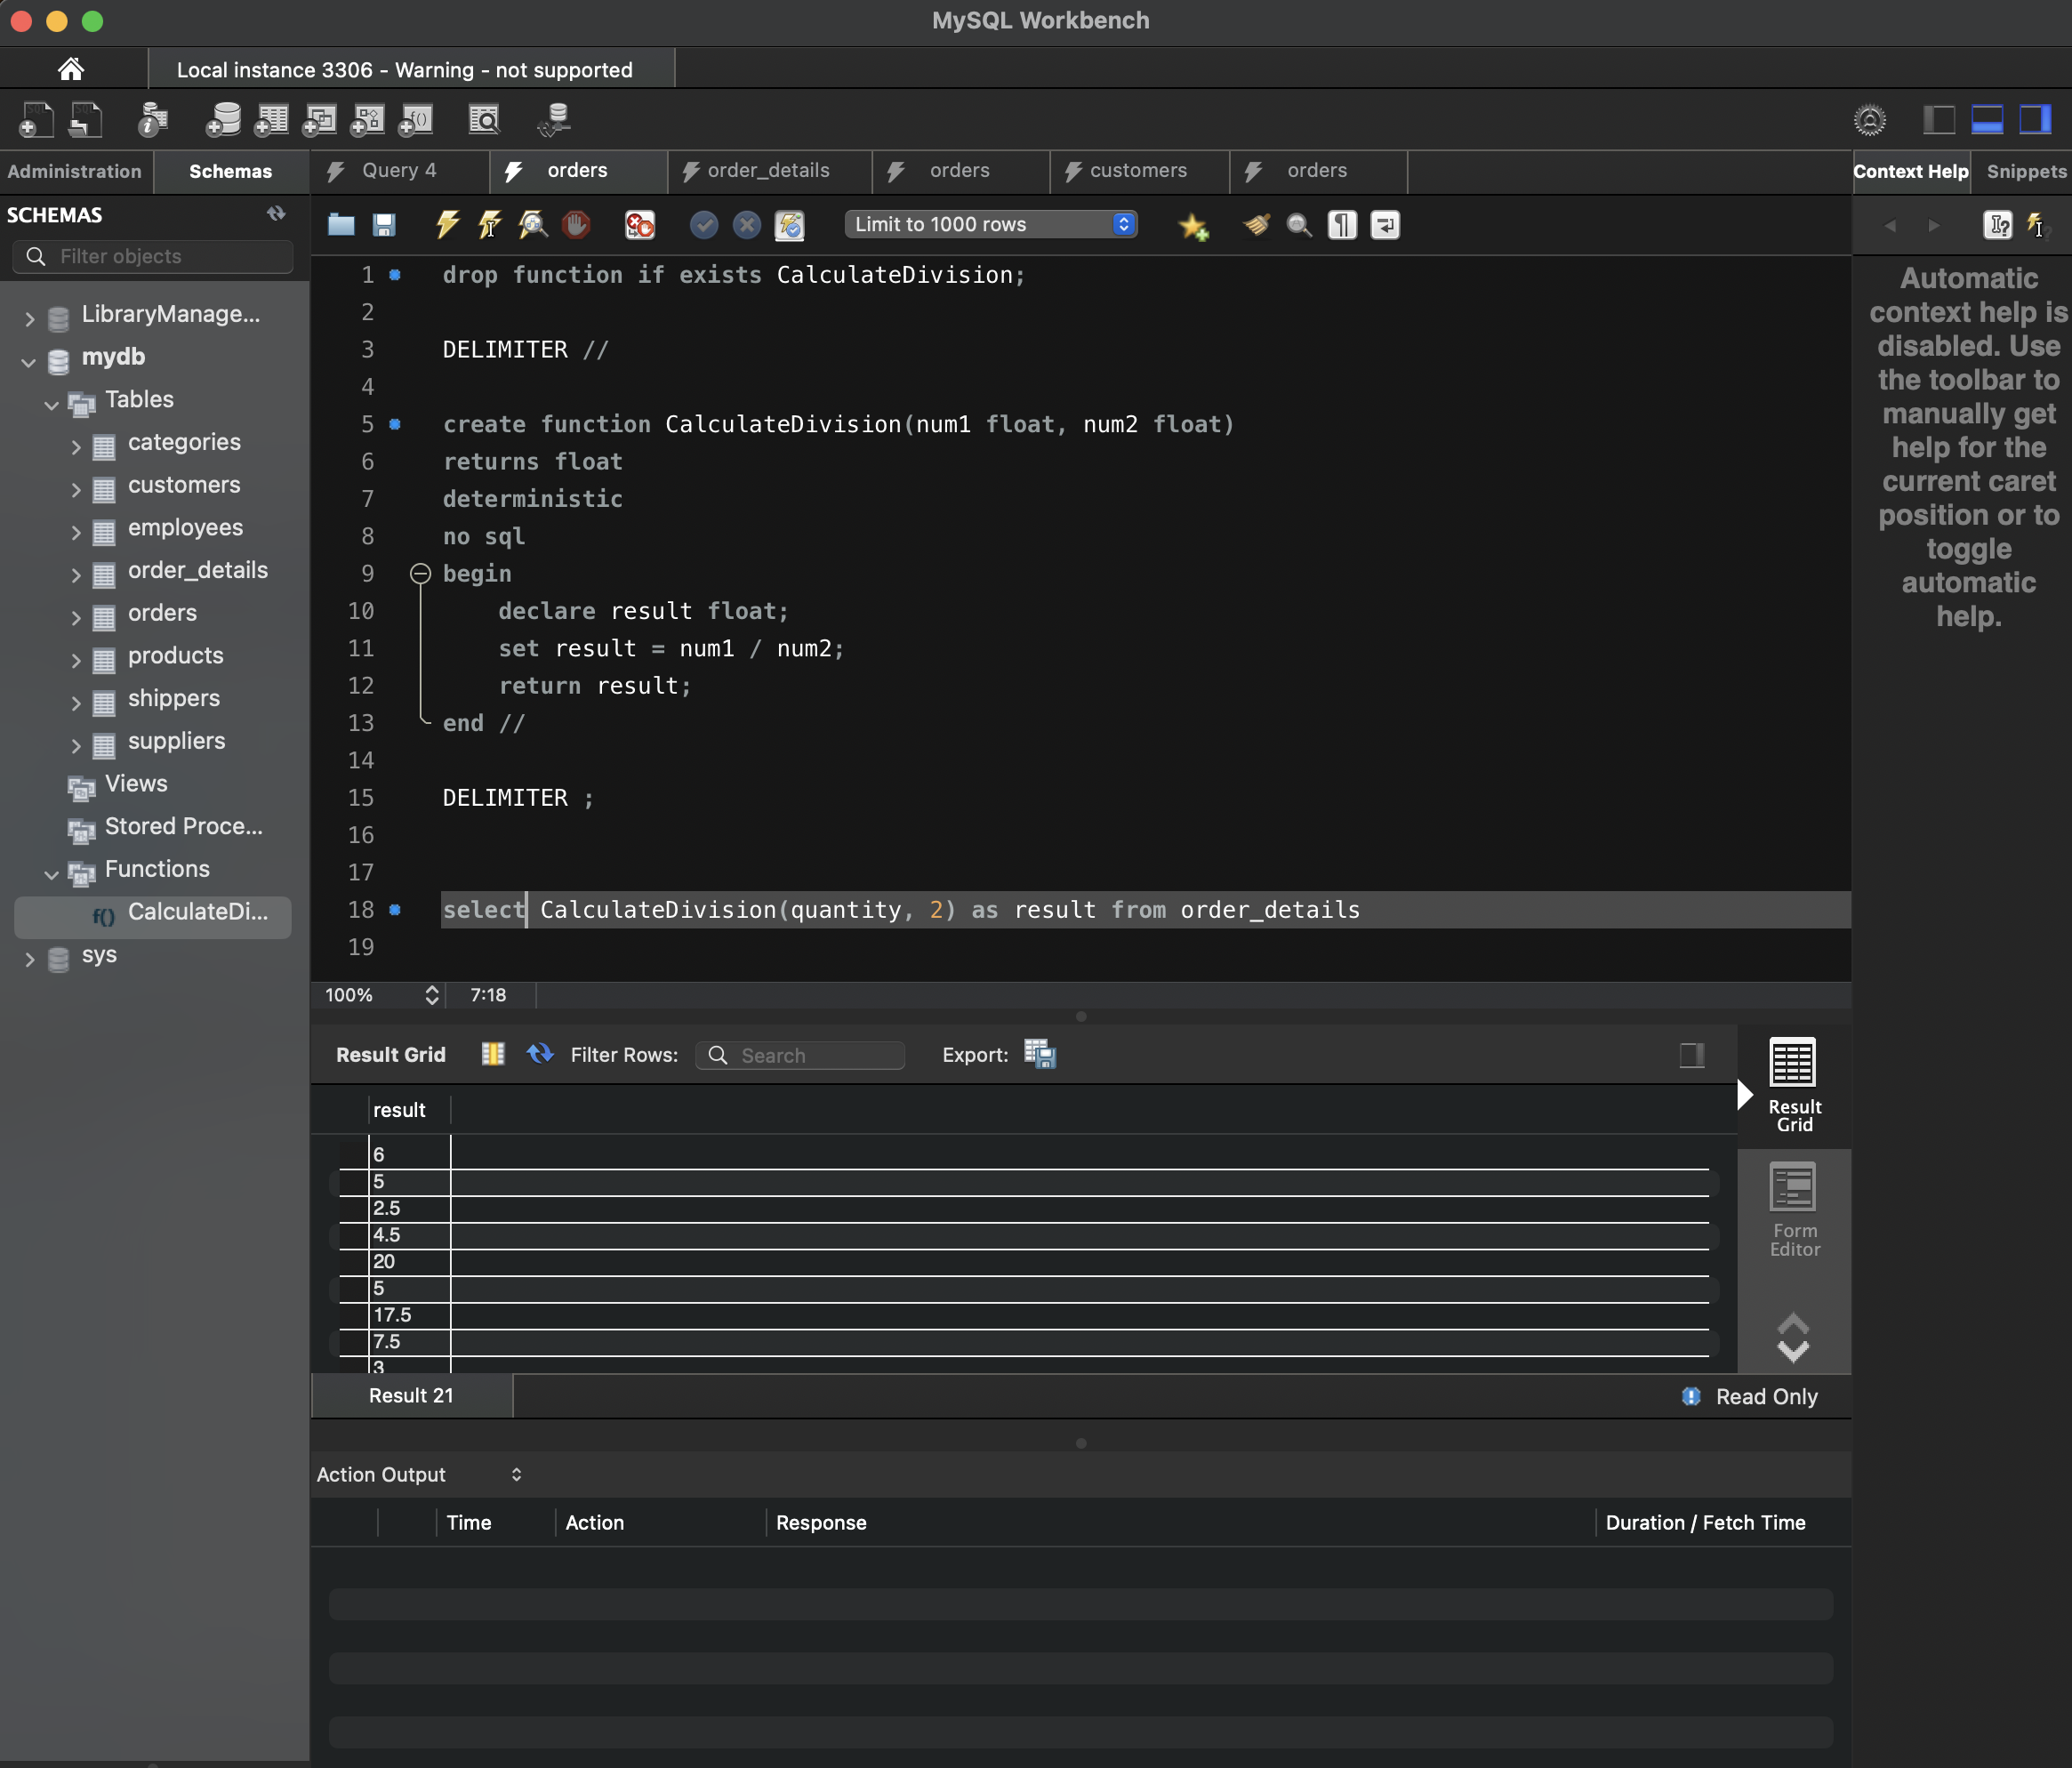 MySQL Workbench
Local instance 3306 - Warning - not supported
Administration
Schemas
Query 4
orders
order_details
orders
customers
orders
Context Help
Snippets
SCHEMAS
Filter objects
Limit to 1000 rows
LibraryManage...
mydb
Tables
categories
customers
employees
order_details
orders
products
shippers
suppliers
Views
Stored Proce...
Functions
f() CalculateDi...
sys
1 drop function if exists CalculateDivision;
2
3 DELIMITER //
4
5 create function CalculateDivision(num1 float, num2 float)
6 returns float
7 deterministic
8 no sql
9 begin
10 declare result float;
11 set result = num1 / num2;
12 return result;
13 end //
14
15 DELIMITER ;
16
17
18 select CalculateDivision(quantity, 2) as result from order_details
19
Automatic
context help is
disabled. Use
the toolbar to
manually get
help for the
current caret
position or to
toggle
automatic
help.
100%
7:18
Result Grid
Filter Rows:
Search
Export:
result
6
5
2.5
4.5
20
5
17.5
7.5
3
Result
Grid
Form
Editor
Result 21
Read Only
Action Output
Time
Action
Response
Duration / Fetch Time